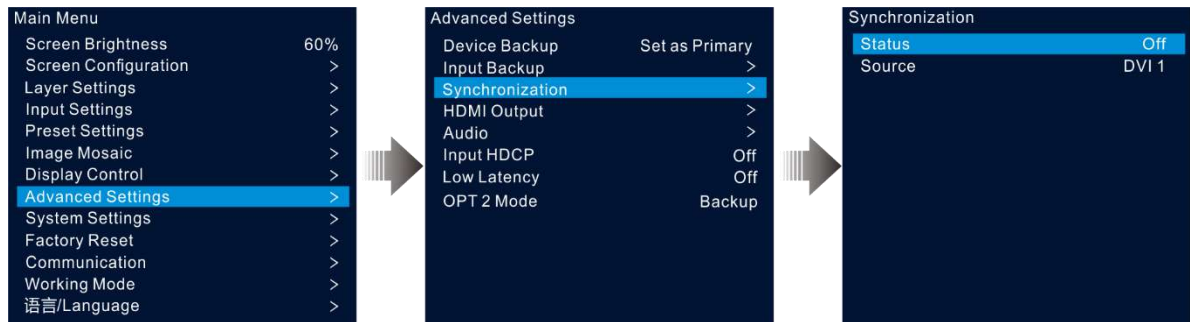 Main Menu
Screen Brightness 60%
Screen Configuration >
Layer Settings >
Input Settings >
Preset Settings >
Image Mosaic >
Display Control >
Advanced Settings >
System Settings >
Factory Reset >
Communication >
Working Mode >
语言/Language >
Advanced Settings
Device Backup Set as Primary
Input Backup >
Synchronization >
HDMI Output >
Audio >
Input HDCP Off
Low Latency Off
OPT 2 Mode Backup
Synchronization
Status Off
Source DVI 1